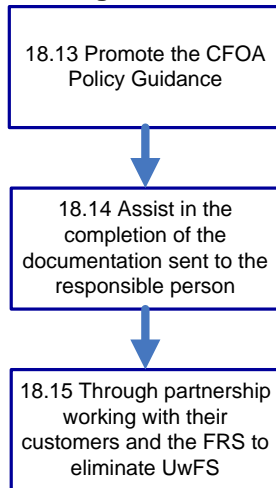 18.13 Promote the CFOA
Policy Guidance
18.14 Assist in the
completion of the
documentation sent to the
responsible person
18.15 Through partnership
working with their
customers and the FRS to
eliminate UwFS